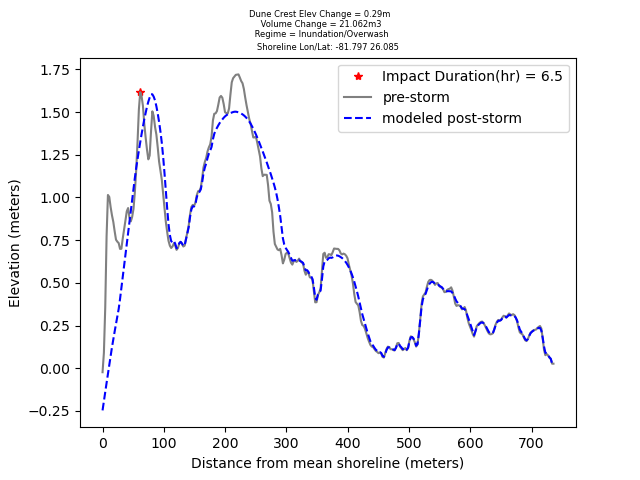 Dune Crest Elev Change = 0.29m
Volume Change = 21.062m3
Regime = Inundation/Overwash
Shoreline Lon/Lat: -81.797 26.085
Impact Duration(hr) = 6.5
pre-storm
modeled post-storm
Elevation (meters)
1.75
1.50
1.25
1.00
0.75
0.50
0.25
0.00
−0.25
0 100 200 300 400 500 600 700
Distance from mean shoreline (meters)